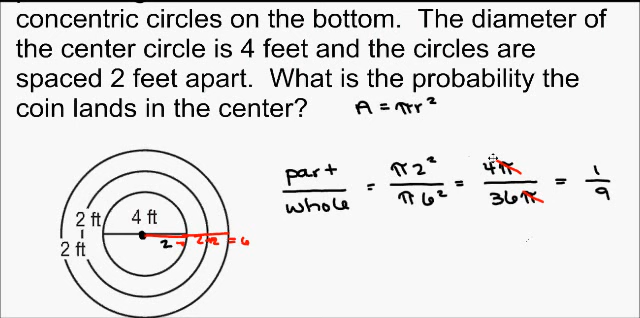 concentric circles on the bottom. The diameter of
the center circle is 4 feet and the circles are
spaced 2 feet apart. What is the probability the
coin lands in the center? A = πr²
part/whole = π2²/π6² = 4π/36π = 1/9
2 ft 4 ft
2 ft 2 2+2 = 6